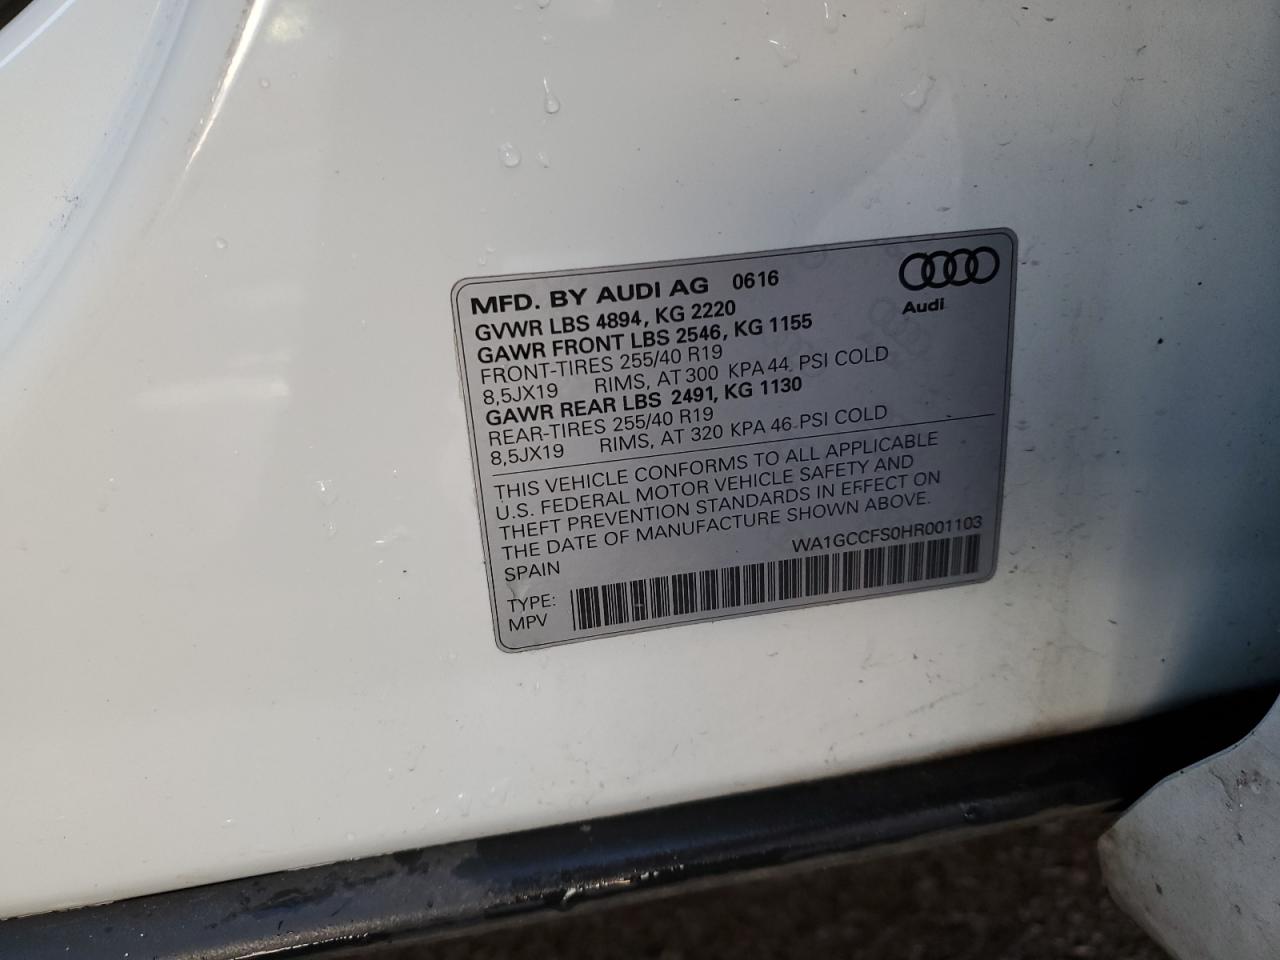 MFD. BY AUDI AG 0616
Audi
GVWR LBS 4894, KG 2220
GAWR FRONT LBS 2546, KG 1155
FRONT-TIRES 255/40 R19
8,5JX19 RIMS, AT 300 KPA 44 PSI COLD
GAWR REAR LBS 2491, KG 1130
REAR-TIRES 255/40 R19
8,5JX19 RIMS, AT 320 KPA 46 PSI COLD
THIS VEHICLE CONFORMS TO ALL APPLICABLE
U.S. FEDERAL MOTOR VEHICLE SAFETY AND
THEFT PREVENTION STANDARDS IN EFFECT ON
THE DATE OF MANUFACTURE SHOWN ABOVE.
WA1GCCFS0HR001103
SPAIN
TYPE:
MPV